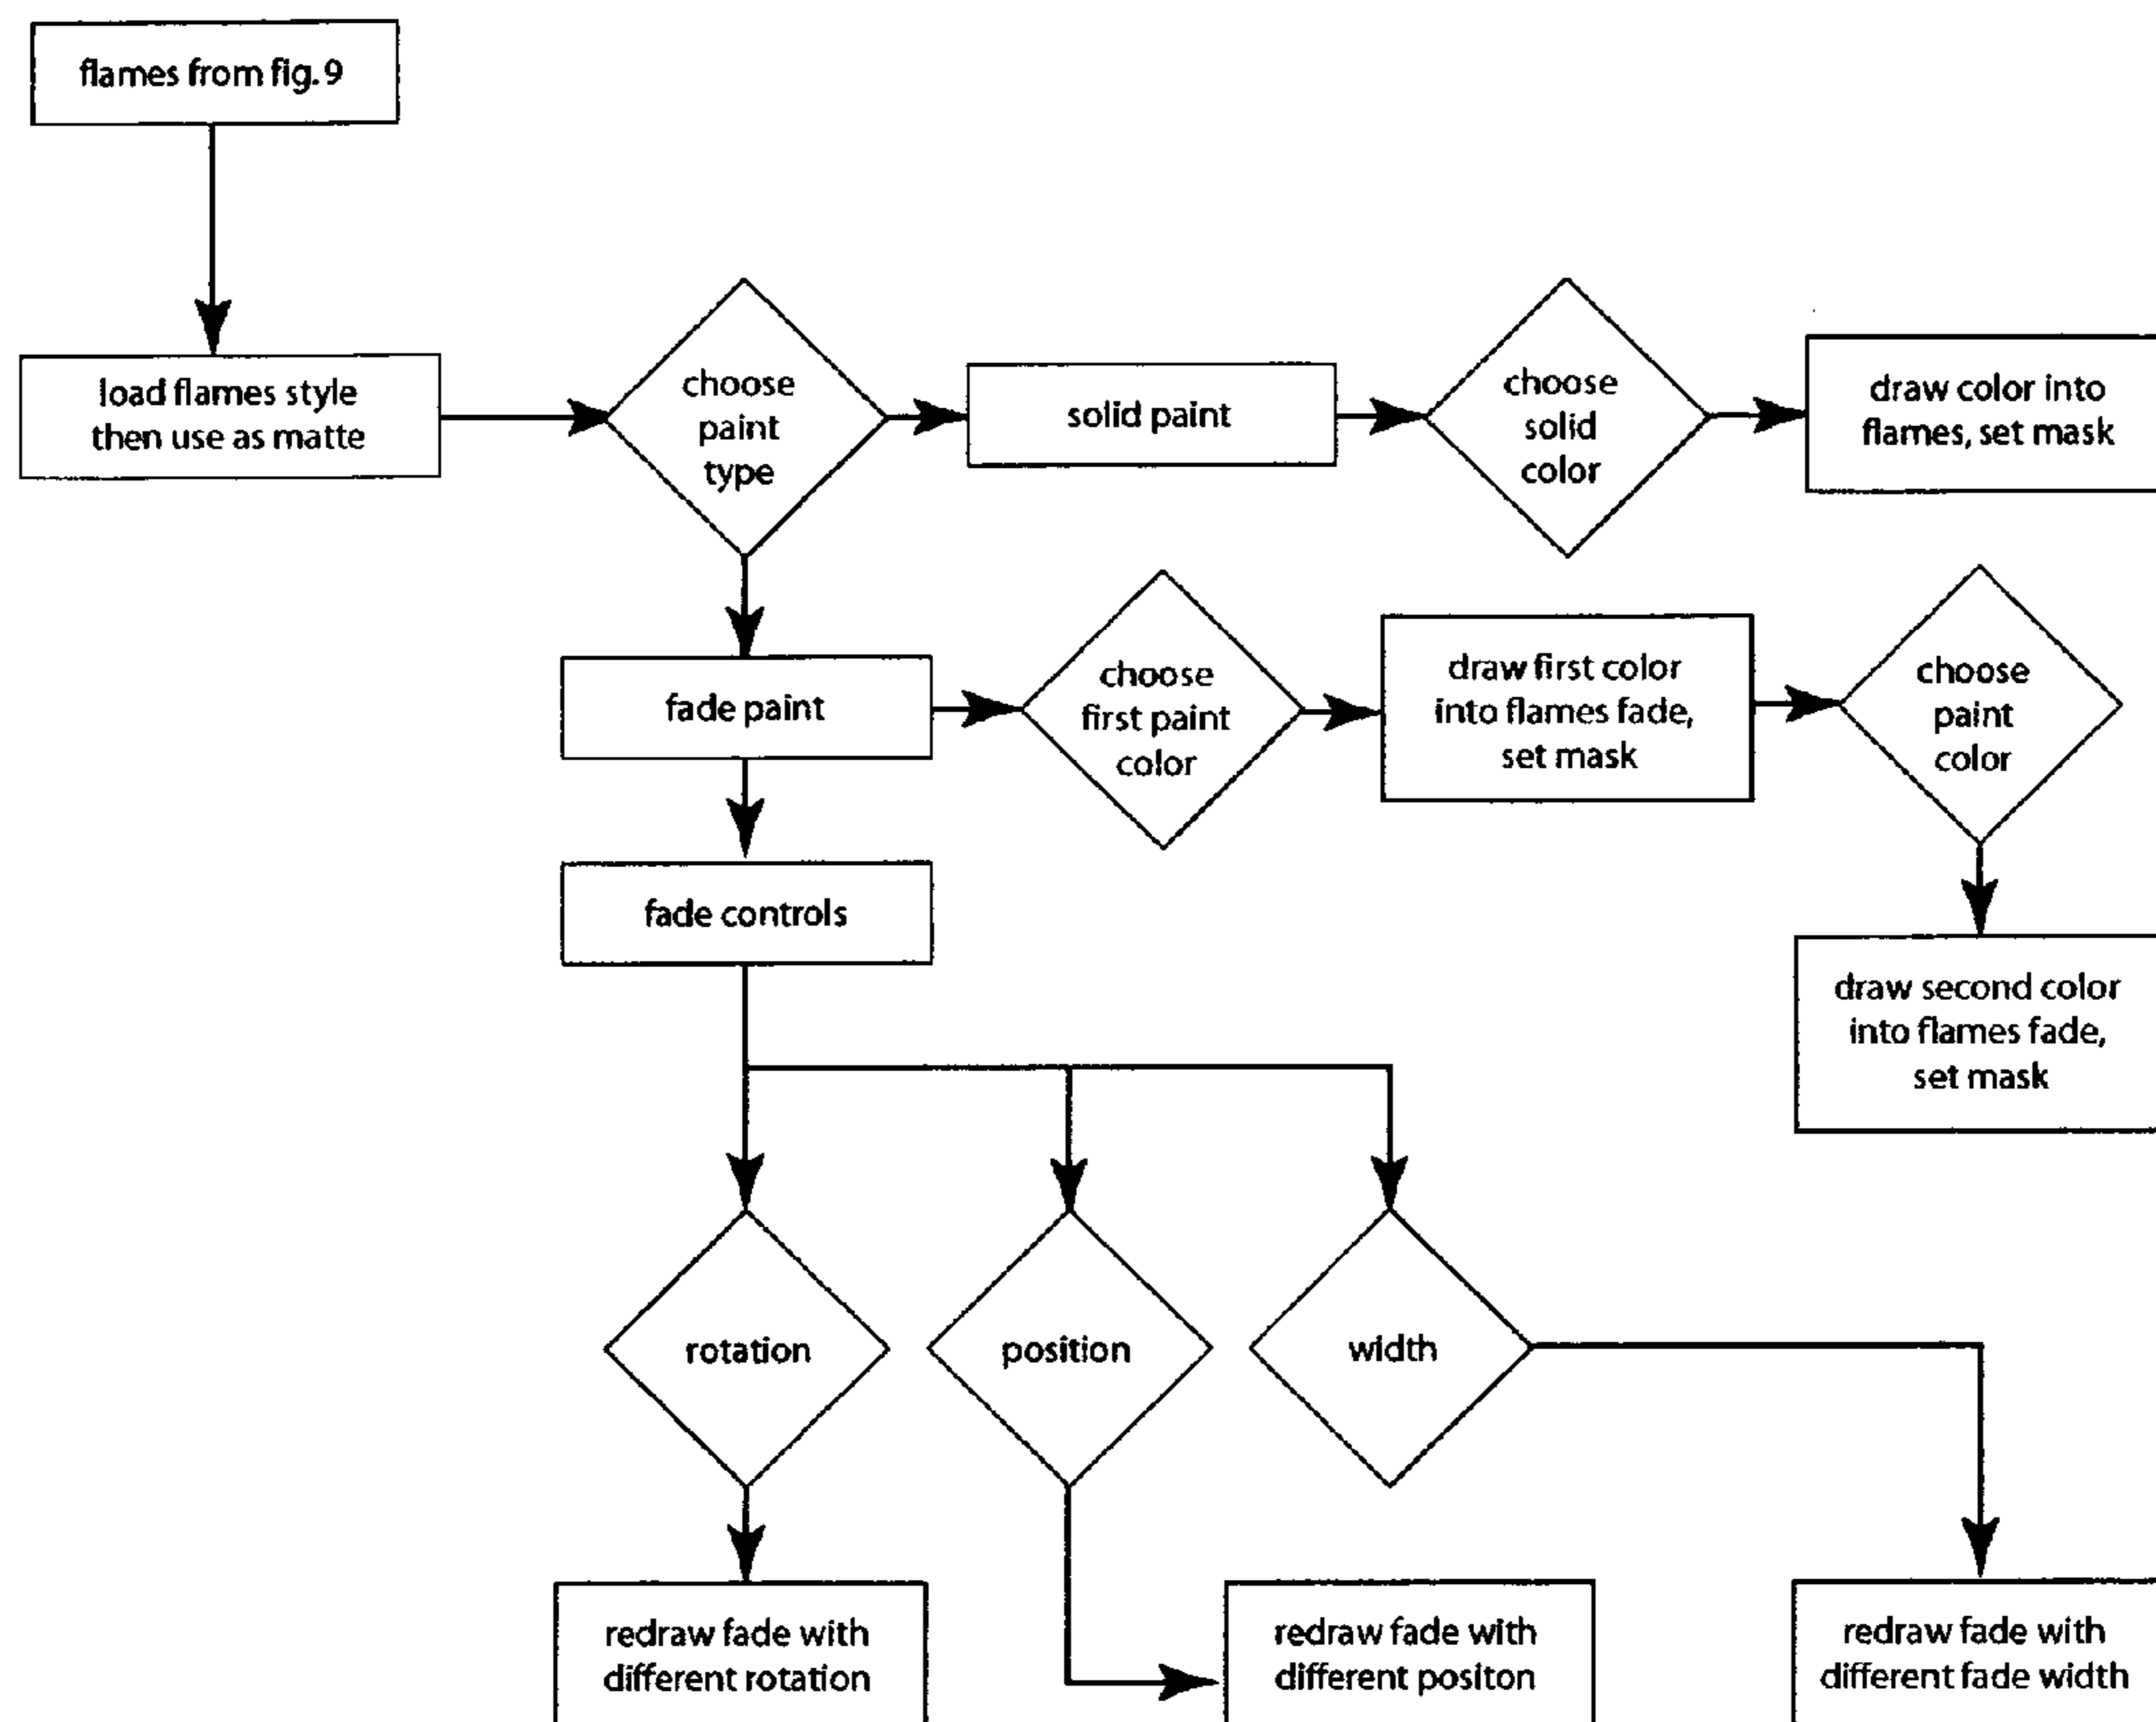 flames from fig. 9
load flames style
then use as matte
choose
paint
type
solid paint
choose
solid
color
draw color into
flames, set mask
fade paint
choose
first paint
color
draw first color
into flames fade,
set mask
choose
paint
color
draw second color
into flames fade,
set mask
fade controls
rotation
position
width
redraw fade with
different rotation
redraw fade with
different positon
redraw fade with
different fade width